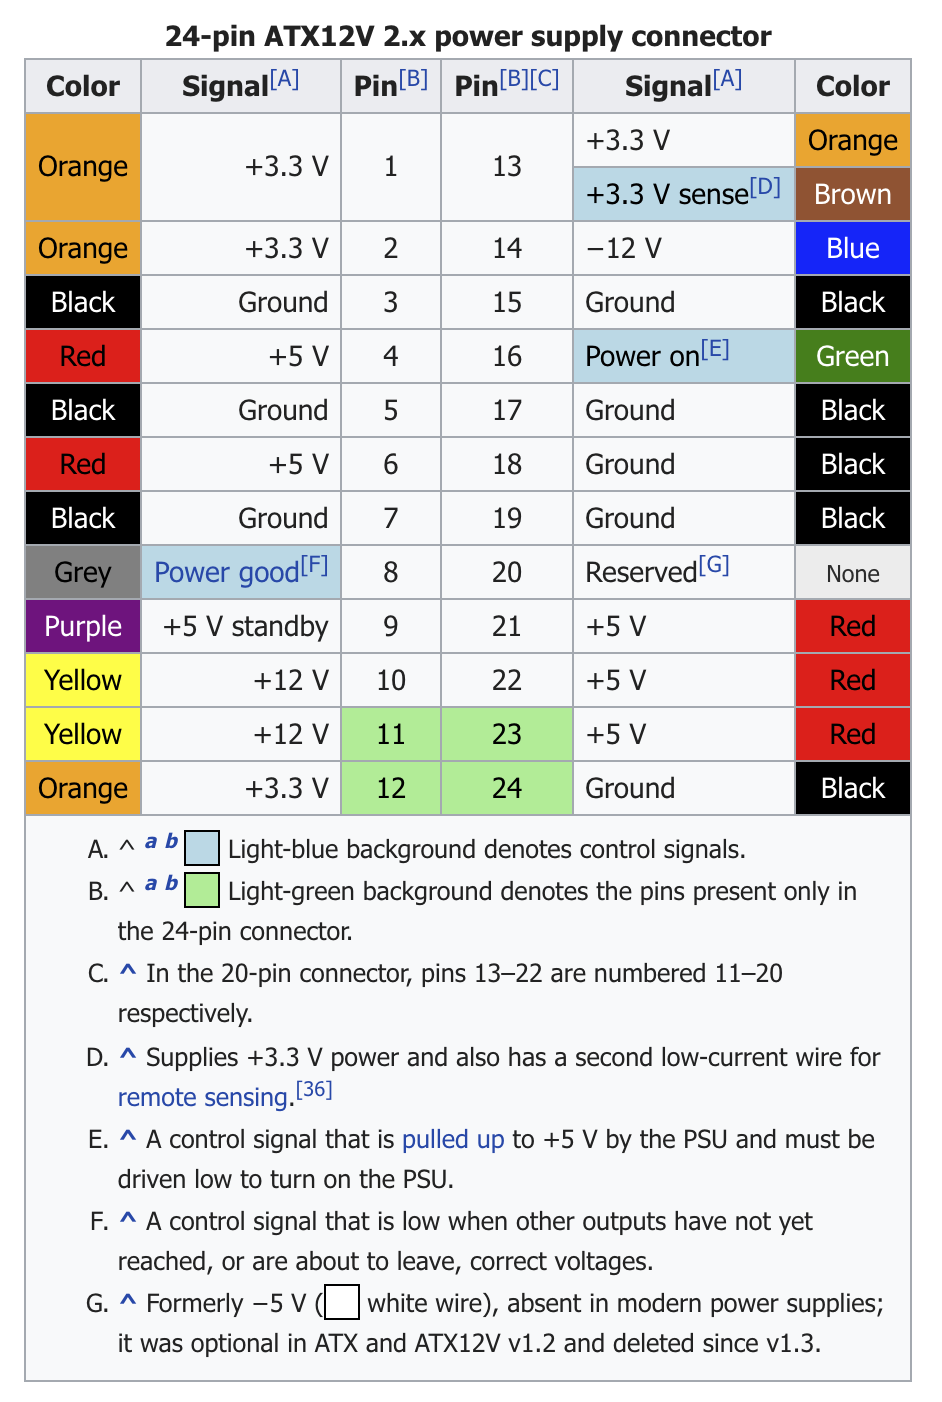 24-pin ATX12V 2.x power supply connector
Color Signal[A] Pin[B] Pin[B][C] Signal[A] Color
Orange +3.3 V 1 13 +3.3 V Orange
+3.3 V sense[D] Brown
Orange +3.3 V 2 14 −12 V Blue
Black Ground 3 15 Ground Black
Red +5 V 4 16 Power on[E] Green
Black Ground 5 17 Ground Black
Red +5 V 6 18 Ground Black
Black Ground 7 19 Ground Black
Grey Power good[F] 8 20 Reserved[G] None
Purple +5 V standby 9 21 +5 V Red
Yellow +12 V 10 22 +5 V Red
Yellow +12 V 11 23 +5 V Red
Orange +3.3 V 12 24 Ground Black
A. ^ a b Light-blue background denotes control signals.
B. ^ a b Light-green background denotes the pins present only in
the 24-pin connector.
C. ^ In the 20-pin connector, pins 13–22 are numbered 11–20
respectively.
D. ^ Supplies +3.3 V power and also has a second low-current wire for
remote sensing.[36]
E. ^ A control signal that is pulled up to +5 V by the PSU and must be
driven low to turn on the PSU.
F. ^ A control signal that is low when other outputs have not yet
reached, or are about to leave, correct voltages.
G. ^ Formerly −5 V ( white wire), absent in modern power supplies;
it was optional in ATX and ATX12V v1.2 and deleted since v1.3.